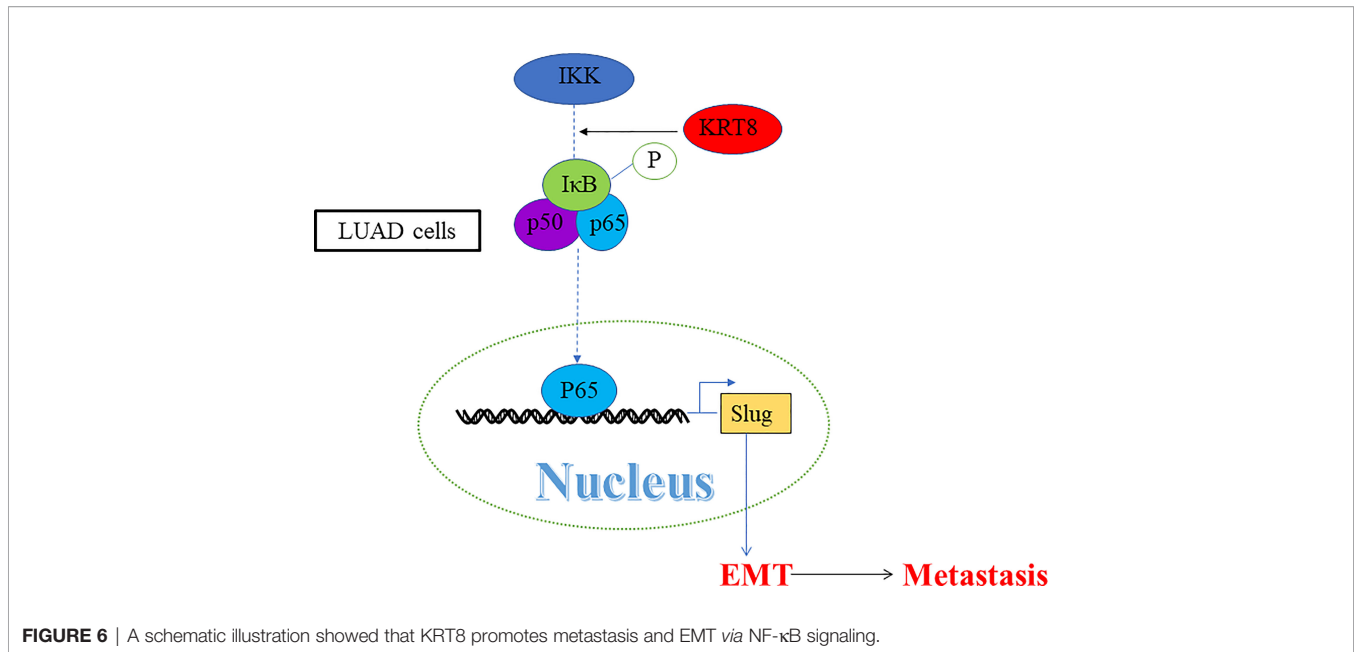 IKK
KRT8
P
IκB
p50 p65
LUAD cells
P65
Slug
Nucleus
EMT Metastasis
FIGURE 6 | A schematic illustration showed that KRT8 promotes metastasis and EMT via NF-κB signaling.